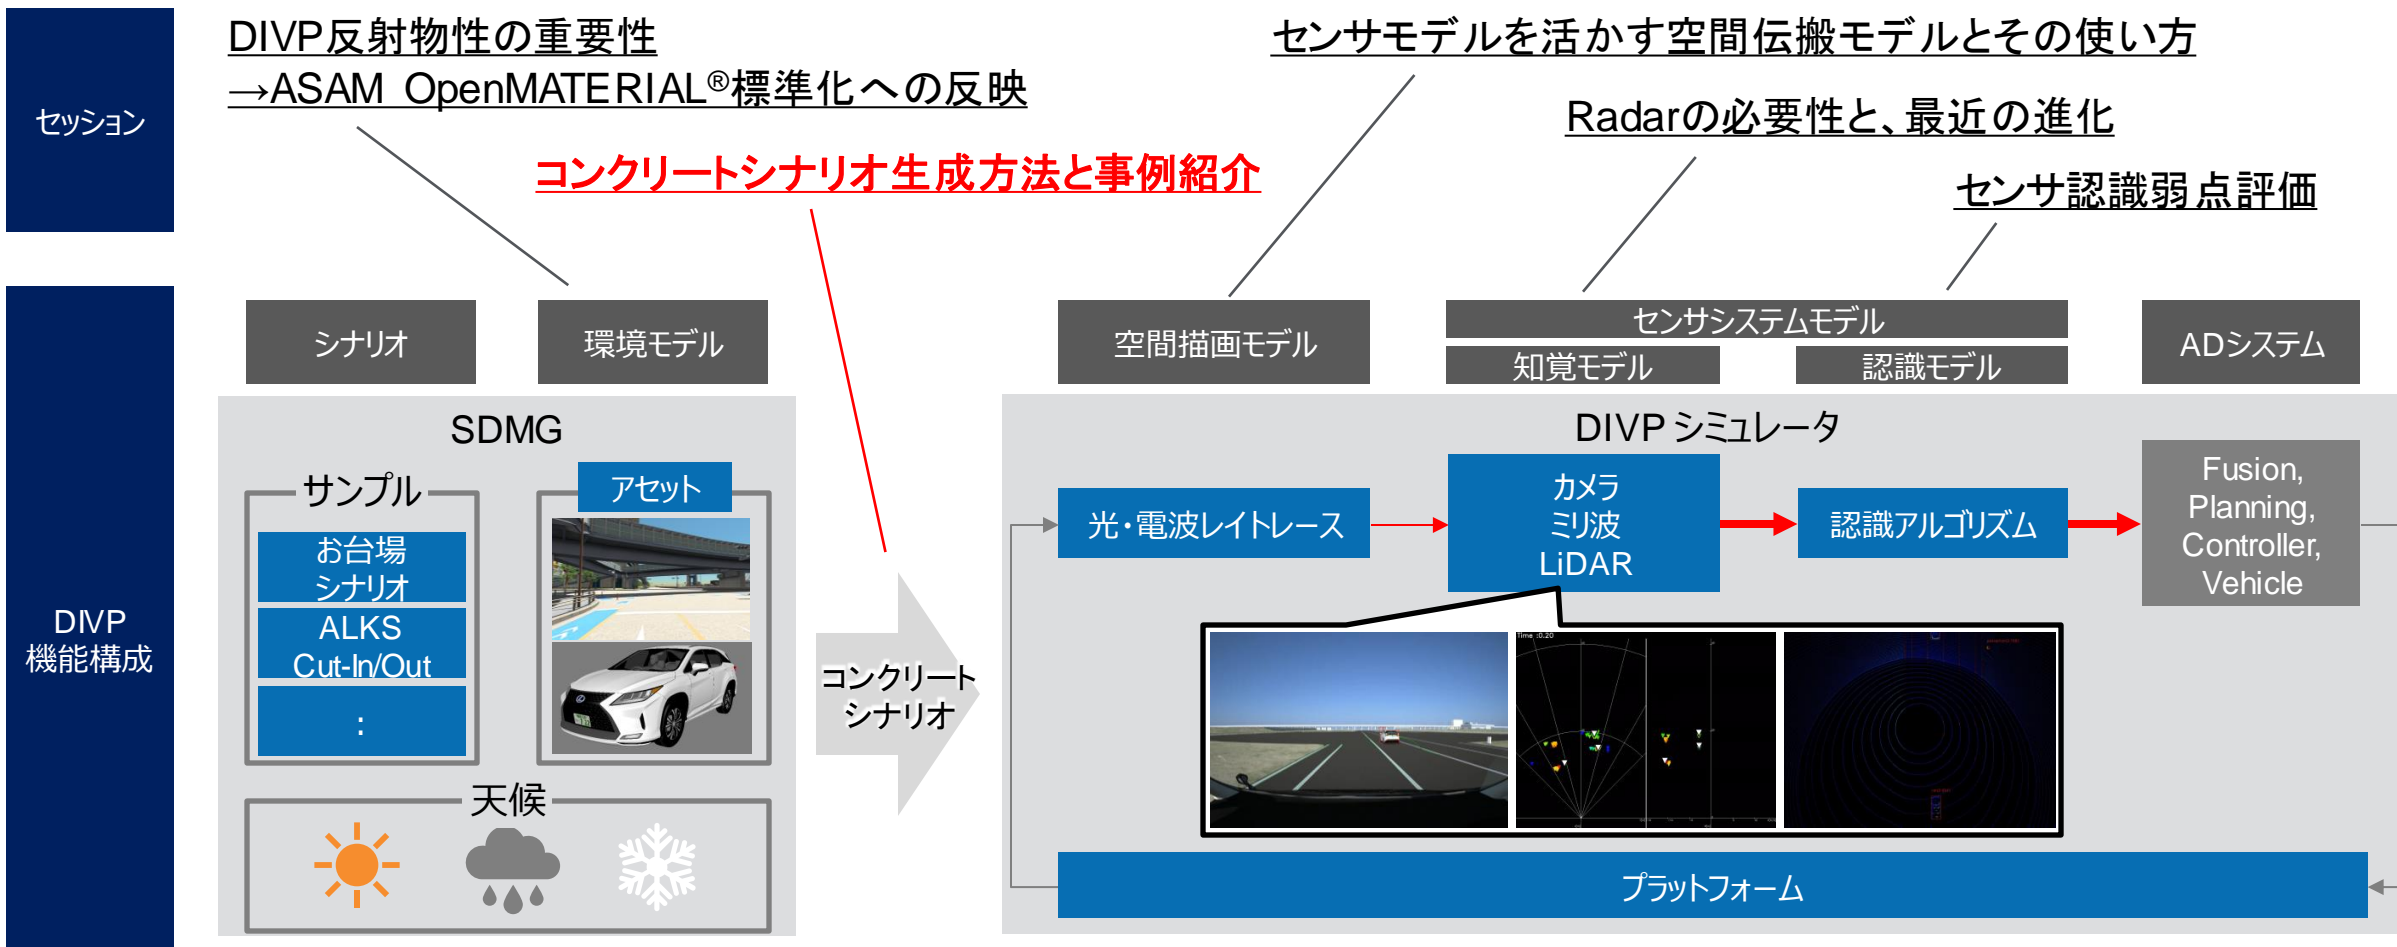 セッション
DIVP反射物性の重要性
→ASAM OpenMATERIAL®標準化への反映
コンクリートシナリオ生成方法と事例紹介
センサモデルを活かす空間伝搬モデルとその使い方
Radarの必要性と、最近の進化
センサ認識弱点評価
DIVP
機能構成
シナリオ
環境モデル
空間描画モデル
センサシステムモデル
知覚モデル
認識モデル
ADシステム
SDMG
サンプル
お台場
シナリオ
ALKS
Cut-In/Out
:
アセット
天候
コンクリート
シナリオ
DIVP シミュレータ
光・電波レイトレース
カメラ
ミリ波
LiDAR
認識アルゴリズム
Fusion,
Planning,
Controller,
Vehicle
Time :0.20
プラットフォーム